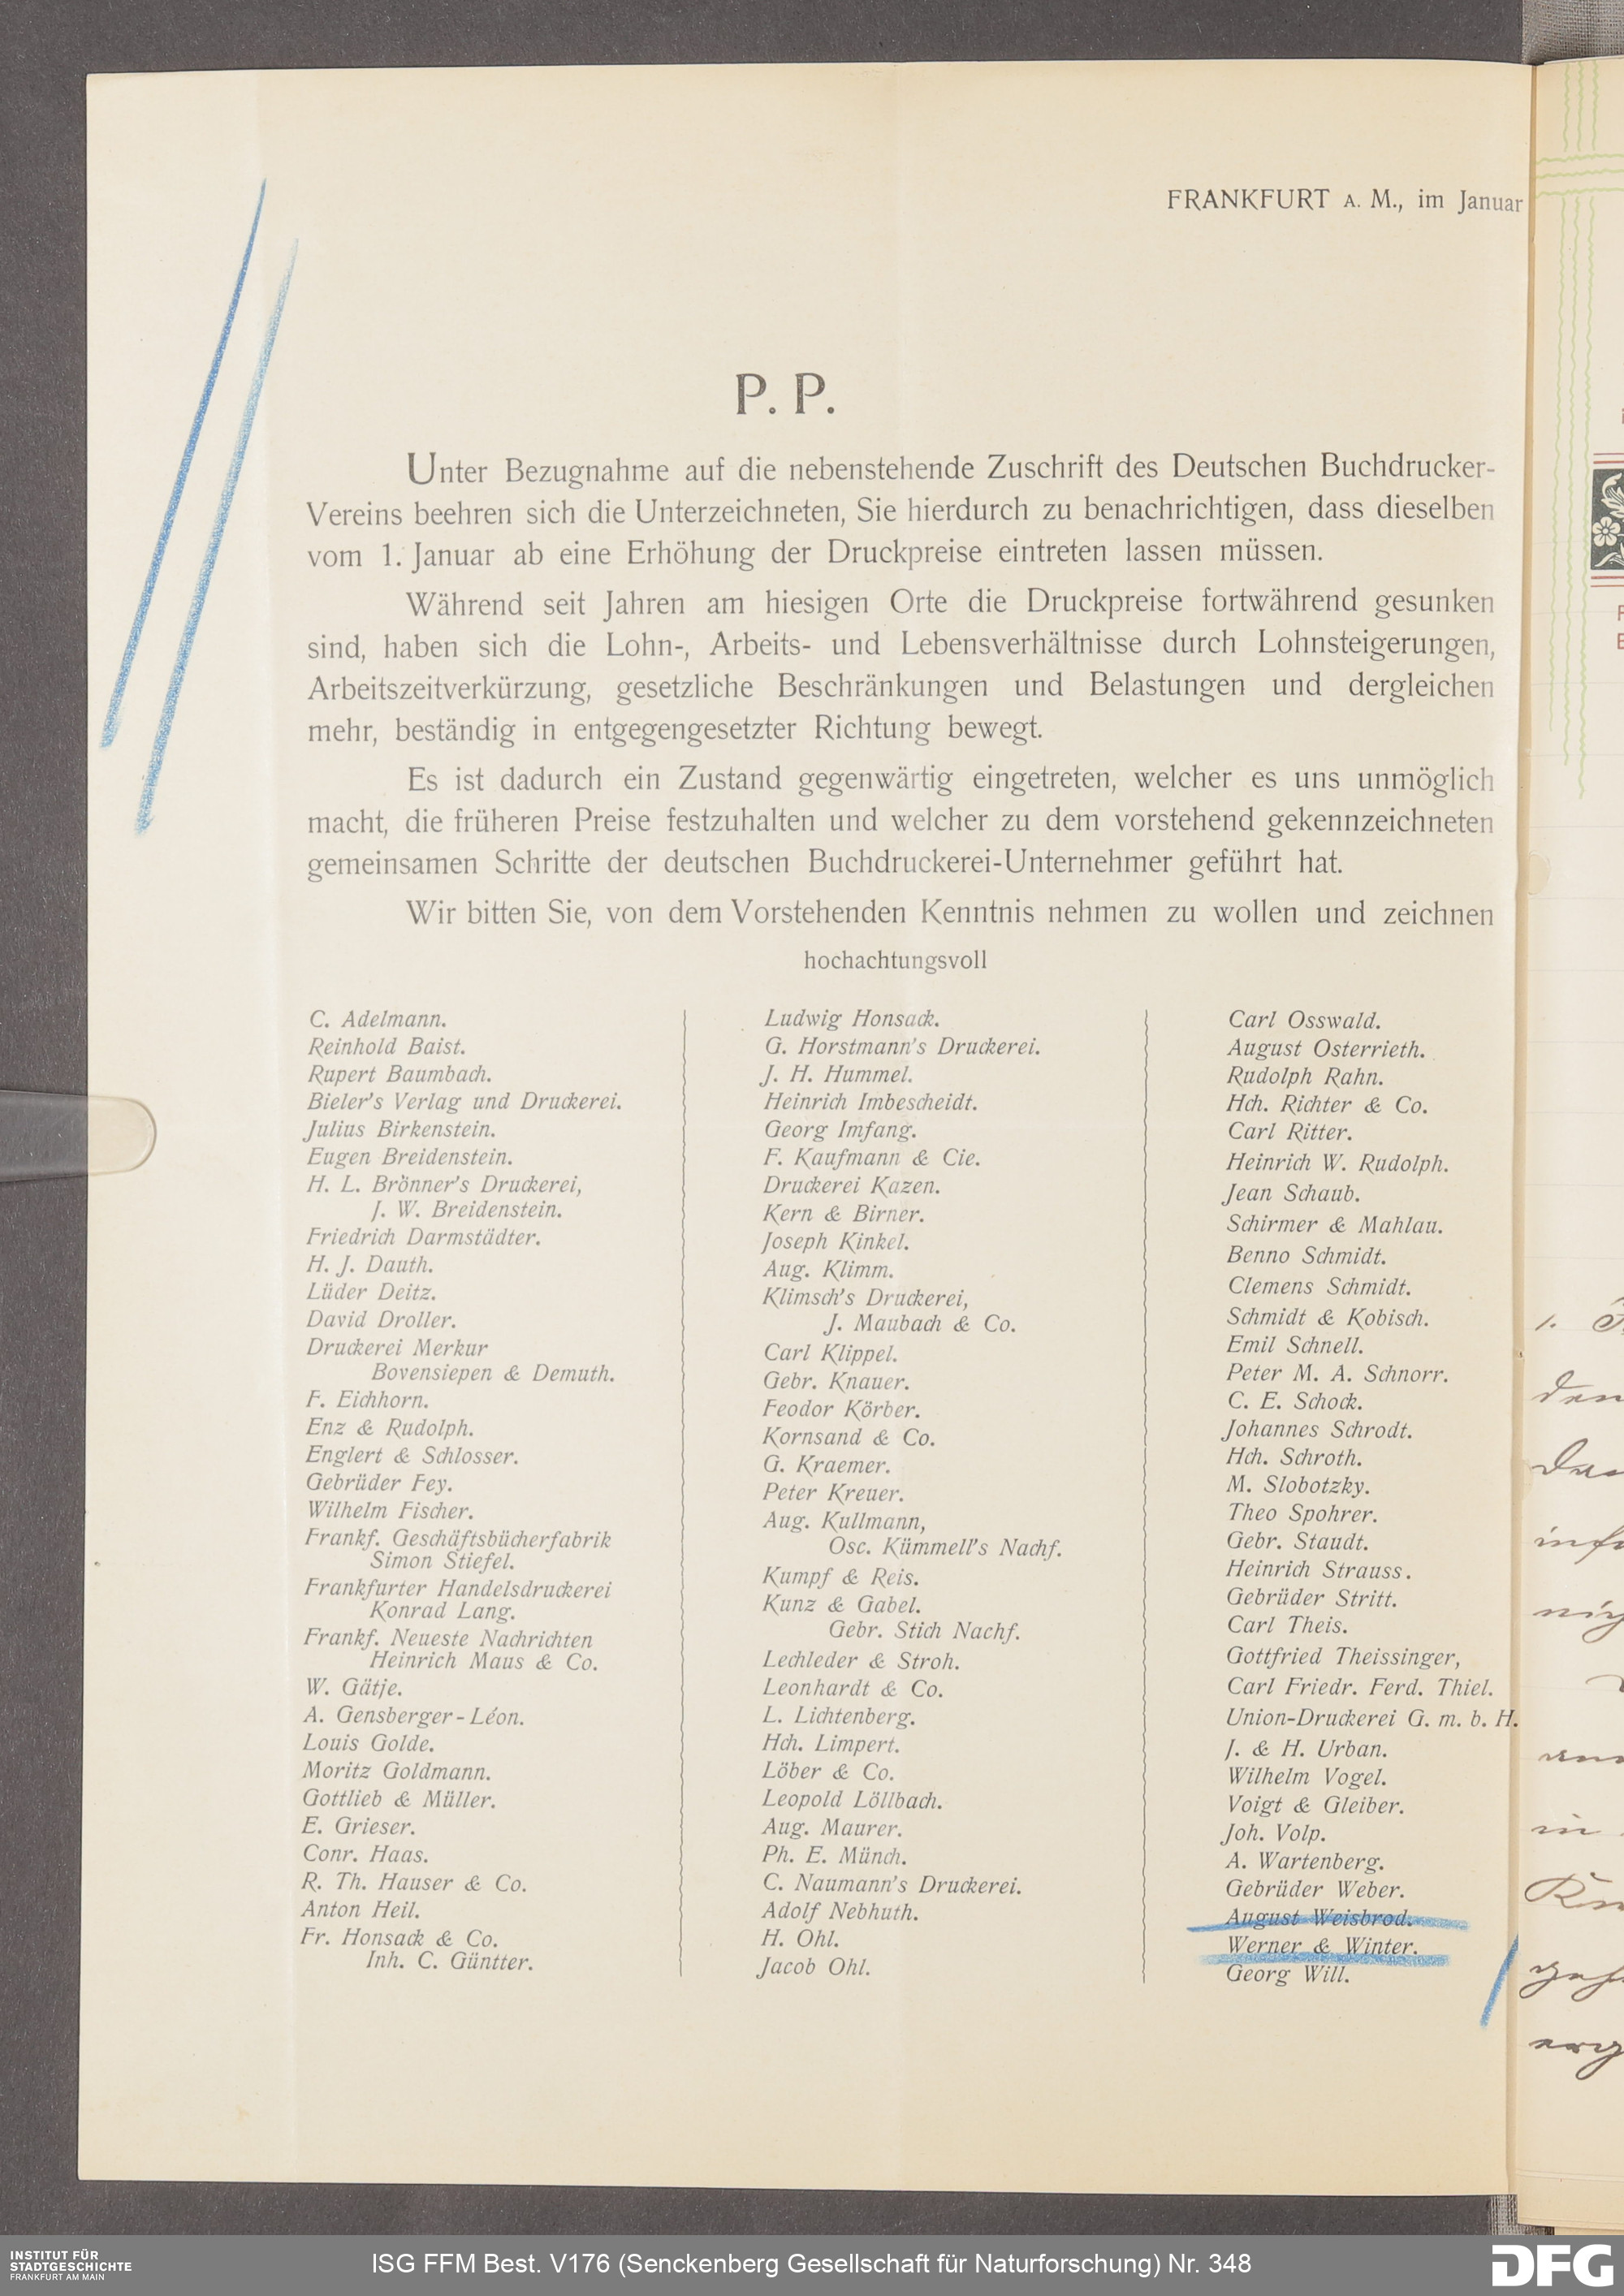 FRANKFURT A. M., im Januar
P. P.
Unter Bezugnahme auf die nebenstehende Zuschrift des Deutschen Buchdrucker-
Vereins beehren sich die Unterzeichneten, Sie hierdurch zu benachrichtigen, dass dieselben
vom 1. Januar ab eine Erhöhung der Druckpreise eintreten lassen müssen.
Während seit Jahren am hiesigen Orte die Druckpreise fortwährend gesunken
sind, haben sich die Lohn-, Arbeits- und Lebensverhältnisse durch Lohnsteigerungen,
Arbeitszeitverkürzung, gesetzliche Beschränkungen und Belastungen und dergleichen
mehr, beständig in entgegengesetzter Richtung bewegt.
Es ist dadurch ein Zustand gegenwärtig eingetreten, welcher es uns unmöglich
macht, die früheren Preise festzuhalten und welcher zu dem vorstehend gekennzeichneten
gemeinsamen Schritte der deutschen Buchdruckerei-Unternehmer geführt hat.
Wir bitten Sie, von dem Vorstehenden Kenntnis nehmen zu wollen und zeichnen
hochachtungsvoll
C. Adelmann.
Reinhold Baist.
Rupert Baumbach.
Bieler's Verlag und Druckerei.
Julius Birkenstein.
Eugen Breidenstein.
H. L. Brönner's Druckerei,
J. W. Breidenstein.
Friedrich Darmstädter.
H. J. Dauth.
Lüder Deitz.
David Droller.
Druckerei Merkur
Bovensiepen & Demuth.
F. Eichhorn.
Enz & Rudolph.
Englert & Schlosser.
Gebrüder Fey.
Wilhelm Fischer.
Frankf. Geschäftsbücherfabrik
Simon Stiefel.
Frankfurter Handelsdruckerei
Konrad Lang.
Frankf. Neueste Nachrichten
Heinrich Maus & Co.
W. Gätje.
A. Gensberger-Léon.
Louis Golde.
Moritz Goldmann.
Gottlieb & Müller.
E. Grieser.
Conr. Haas.
R. Th. Hauser & Co.
Anton Heil.
Fr. Honsack & Co.
Inh. C. Güntter.
Ludwig Honsack.
G. Horstmann's Druckerei.
J. H. Hummel.
Heinrich Imbescheidt.
Georg Imfang.
F. Kaufmann & Cie.
Druckerei Kazen.
Kern & Birner.
Joseph Kinkel.
Aug. Klimm.
Klimsch's Druckerei,
J. Maubach & Co.
Carl Klippel.
Gebr. Knauer.
Feodor Körber.
Kornsand & Co.
G. Kraemer.
Peter Kreuer.
Aug. Kullmann,
Osc. Kümmell's Nachf.
Kumpf & Reis.
Kunz & Gabel.
Gebr. Stich Nachf.
Lechleder & Stroh.
Leonhardt & Co.
L. Lichtenberg.
Hch. Limpert.
Löber & Co.
Leopold Löllbach.
Aug. Maurer.
Ph. E. Münch.
C. Naumann's Druckerei.
Adolf Nebhuth.
H. Ohl.
Jacob Ohl.
Carl Osswald.
August Osterrieth.
Rudolph Rahn.
Hch. Richter & Co.
Carl Ritter.
Heinrich W. Rudolph.
Jean Schaub.
Schirmer & Mahlau.
Benno Schmidt.
Clemens Schmidt.
Schmidt & Kobisch.
Emil Schnell.
Peter M. A. Schnorr.
C. E. Schock.
Johannes Schrodt.
Hch. Schroth.
M. Slobotzky.
Theo Spohrer.
Gebr. Staudt.
Heinrich Strauss.
Gebrüder Stritt.
Carl Theis.
Gottfried Theissinger,
Carl Friedr. Ferd. Thiel.
Union-Druckerei G. m. b. H.
J. & H. Urban.
Wilhelm Vogel.
Voigt & Gleiber.
Joh. Volp.
A. Wartenberg.
Gebrüder Weber.
August Weisbrod.
Werner & Winter.
Georg Will.
INSTITUT FÜR
STADTGESCHICHTE
FRANKFURT AM MAIN
ISG FFM Best. V176 (Senckenberg Gesellschaft für Naturforschung) Nr. 348
DFG